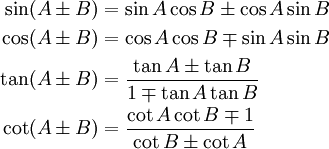 sin(A ± B) = sin A cos B ± cos A sin B
cos(A ± B) = cos A cos B ∓ sin A sin B
tan(A ± B) = (tan A ± tan B) / (1 ∓ tan A tan B)
cot(A ± B) = (cot A cot B ∓ 1) / (cot B ± cot A)